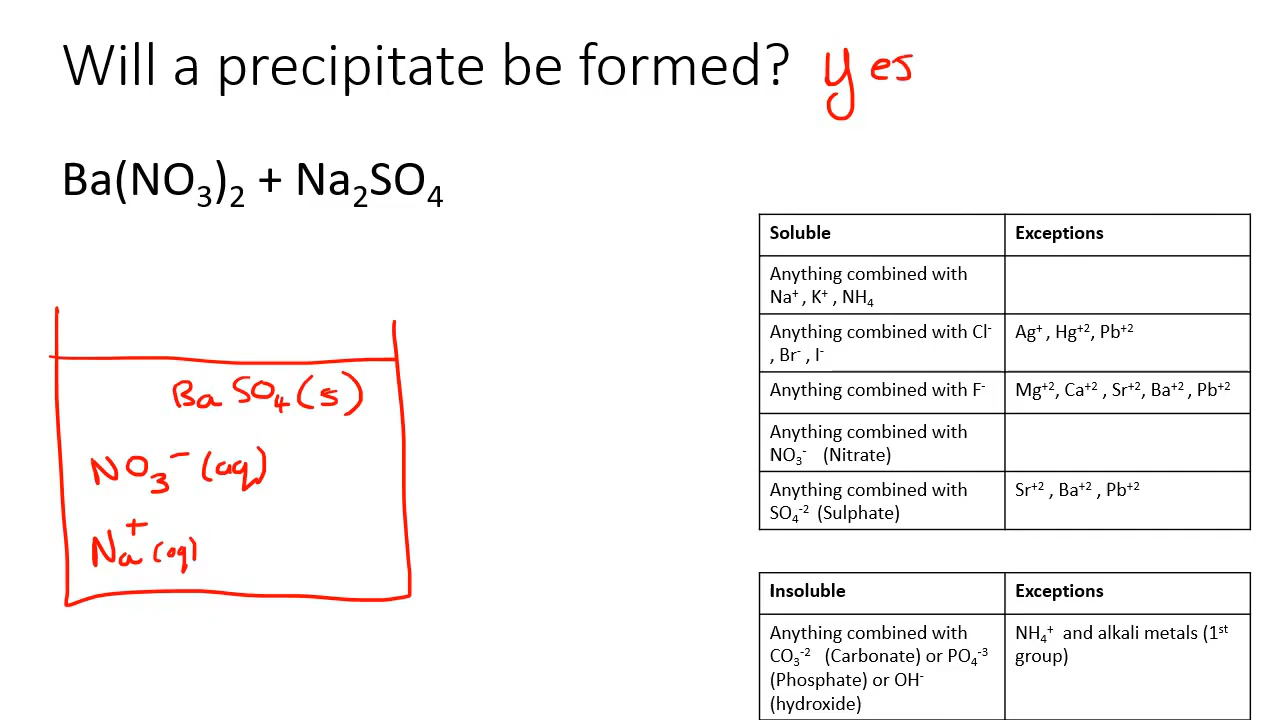 Will a precipitate be formed? yes
Ba(NO₃)₂ + Na₂SO₄
BaSO₄(s)
NO₃⁻(aq)
Na⁺(aq)
Soluble Exceptions
Anything combined with
Na⁺ , K⁺ , NH₄
Anything combined with Cl⁻ Ag⁺ , Hg⁺², Pb⁺²
, Br⁻ , I⁻
Anything combined with F⁻ Mg⁺², Ca⁺² , Sr⁺², Ba⁺² , Pb⁺²
Anything combined with
NO₃⁻ (Nitrate)
Anything combined with Sr⁺² , Ba⁺² , Pb⁺²
SO₄⁻² (Sulphate)
Insoluble Exceptions
Anything combined with NH₄⁺ and alkali metals (1ˢᵗ
CO₃⁻² (Carbonate) or PO₄⁻³ group)
(Phosphate) or OH⁻
(hydroxide)